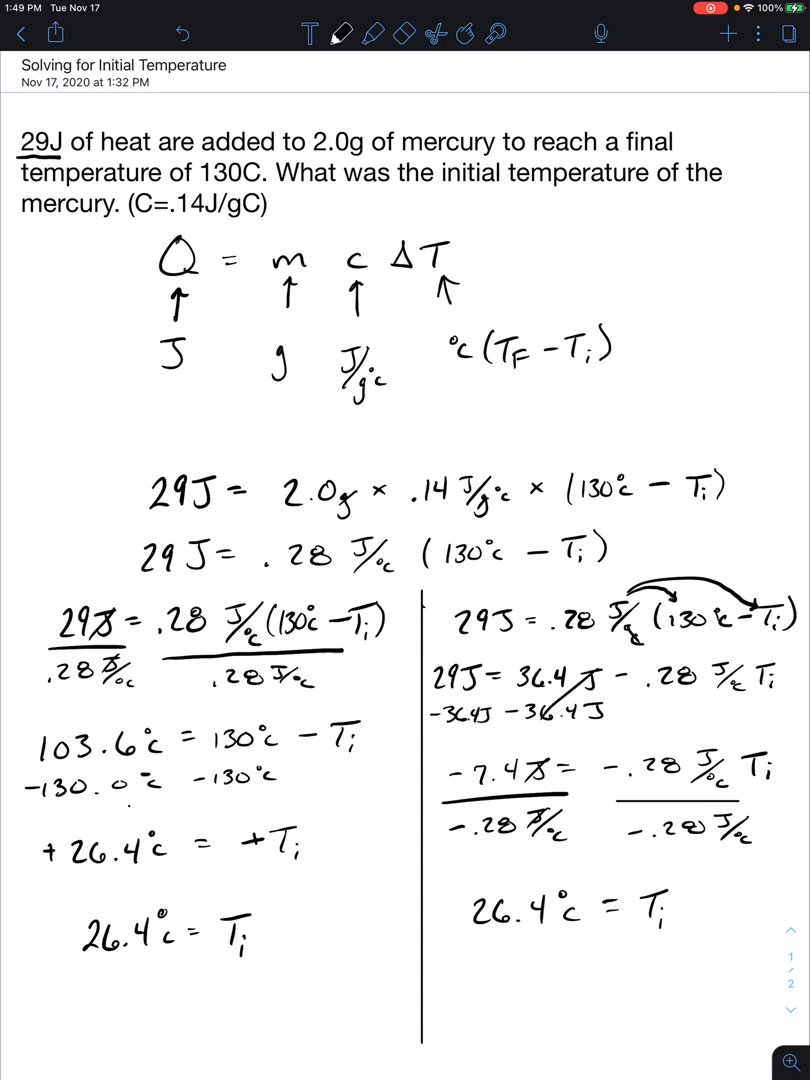 1:49 PM Tue Nov 17
100%
T
Solving for Initial Temperature
Nov 17, 2020 at 1:32 PM
29J of heat are added to 2.0g of mercury to reach a final
temperature of 130C. What was the initial temperature of the
mercury. (C=.14J/gC)
Q = m c ΔT
J g J/g°c °c (TF - Ti)
29J = 2.0g × .14 J/g°c × (130°c - Ti)
29 J = .28 J/°c (130°c - Ti)
29J = .28 J/°c (130°c - Ti)
.28 J/°c .28 J/°c
103.6°c = 130°c - Ti
-130.0°c -130°c
+ 26.4°c = + Ti
26.4°c = Ti
29J = .28 J/°c (130°c - Ti)
29J = 36.4 J - .28 J/°c Ti
-36.4J - 36.4 J
- 7.4 J = - .28 J/°c Ti
- .28 J/°c - .28 J/°c
26.4°c = Ti
1
/
2